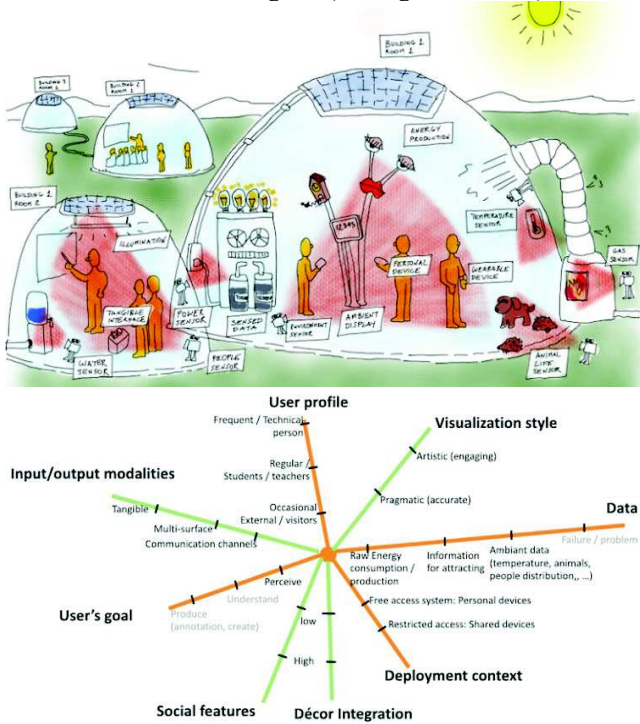 BUILDING 1
ROOM 1
BUILDING 3
ROOM 1
BUILDING 2
ROOM 1
ENERGY
PRODUCTION
BUILDING 1
ROOM 2
ILLUMINATION
TEMPERATURE
SENSOR
GAS
SENSOR
12345
PERSONAL
DEVICE
WEARABLE
DEVICE
TANGIBLE
INTERFACE
POWER
SENSOR
SENSED
DATA
ENVIRONMENT
SENSOR
AMBIENT
DISPLAY
WATER
SENSOR
PEOPLE
SENSOR
ANIMAL
LIKE
SENSOR
User profile
Frequent / Technical
person
Visualization style
Artistic (engaging)
Input/output modalities
Regular /
Students / teachers
Pragmatic (accurate)
Tangible
Occasional
External / visitors
Data
Multi-surface
Communication channels
Failure / problem
Raw Energy
consumption /
production
Information
for attracting
Ambiant data
(temperature, animals,
people distribution,, ...)
Perceive
Understand
User's goal
Produce
(annotation, create)
Free access system: Personal devices
low
Restricted access: Shared devices
High
Deployment context
Social features
Décor Integration